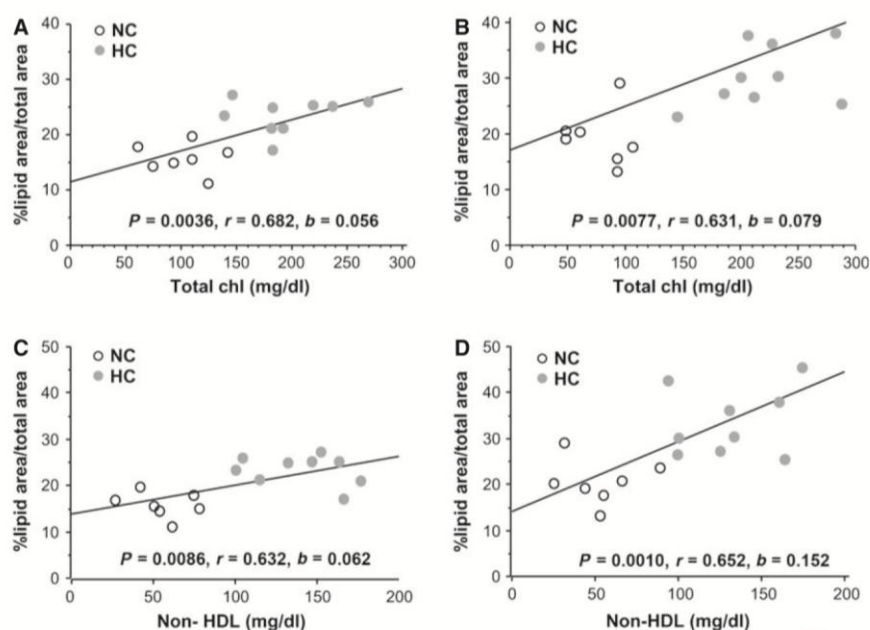 A
%lipid area/total area
40
30
20
10
0
NC
HC
P = 0.0036, r = 0.682, b = 0.056
0 50 100 150 200 250 300
Total chl (mg/dl)
B
%lipid area/total area
40
30
20
10
0
NC
HC
P = 0.0077, r = 0.631, b = 0.079
0 50 100 150 200 250 300
Total chl (mg/dl)
C
%lipid area/total area
50
40
30
20
10
0
NC
HC
P = 0.0086, r = 0.632, b = 0.062
0 50 100 150 200
Non- HDL (mg/dl)
D
%lipid area/total area
50
40
30
20
10
0
NC
HC
P = 0.0010, r = 0.652, b = 0.152
0 50 100 150 200
Non-HDL (mg/dl)